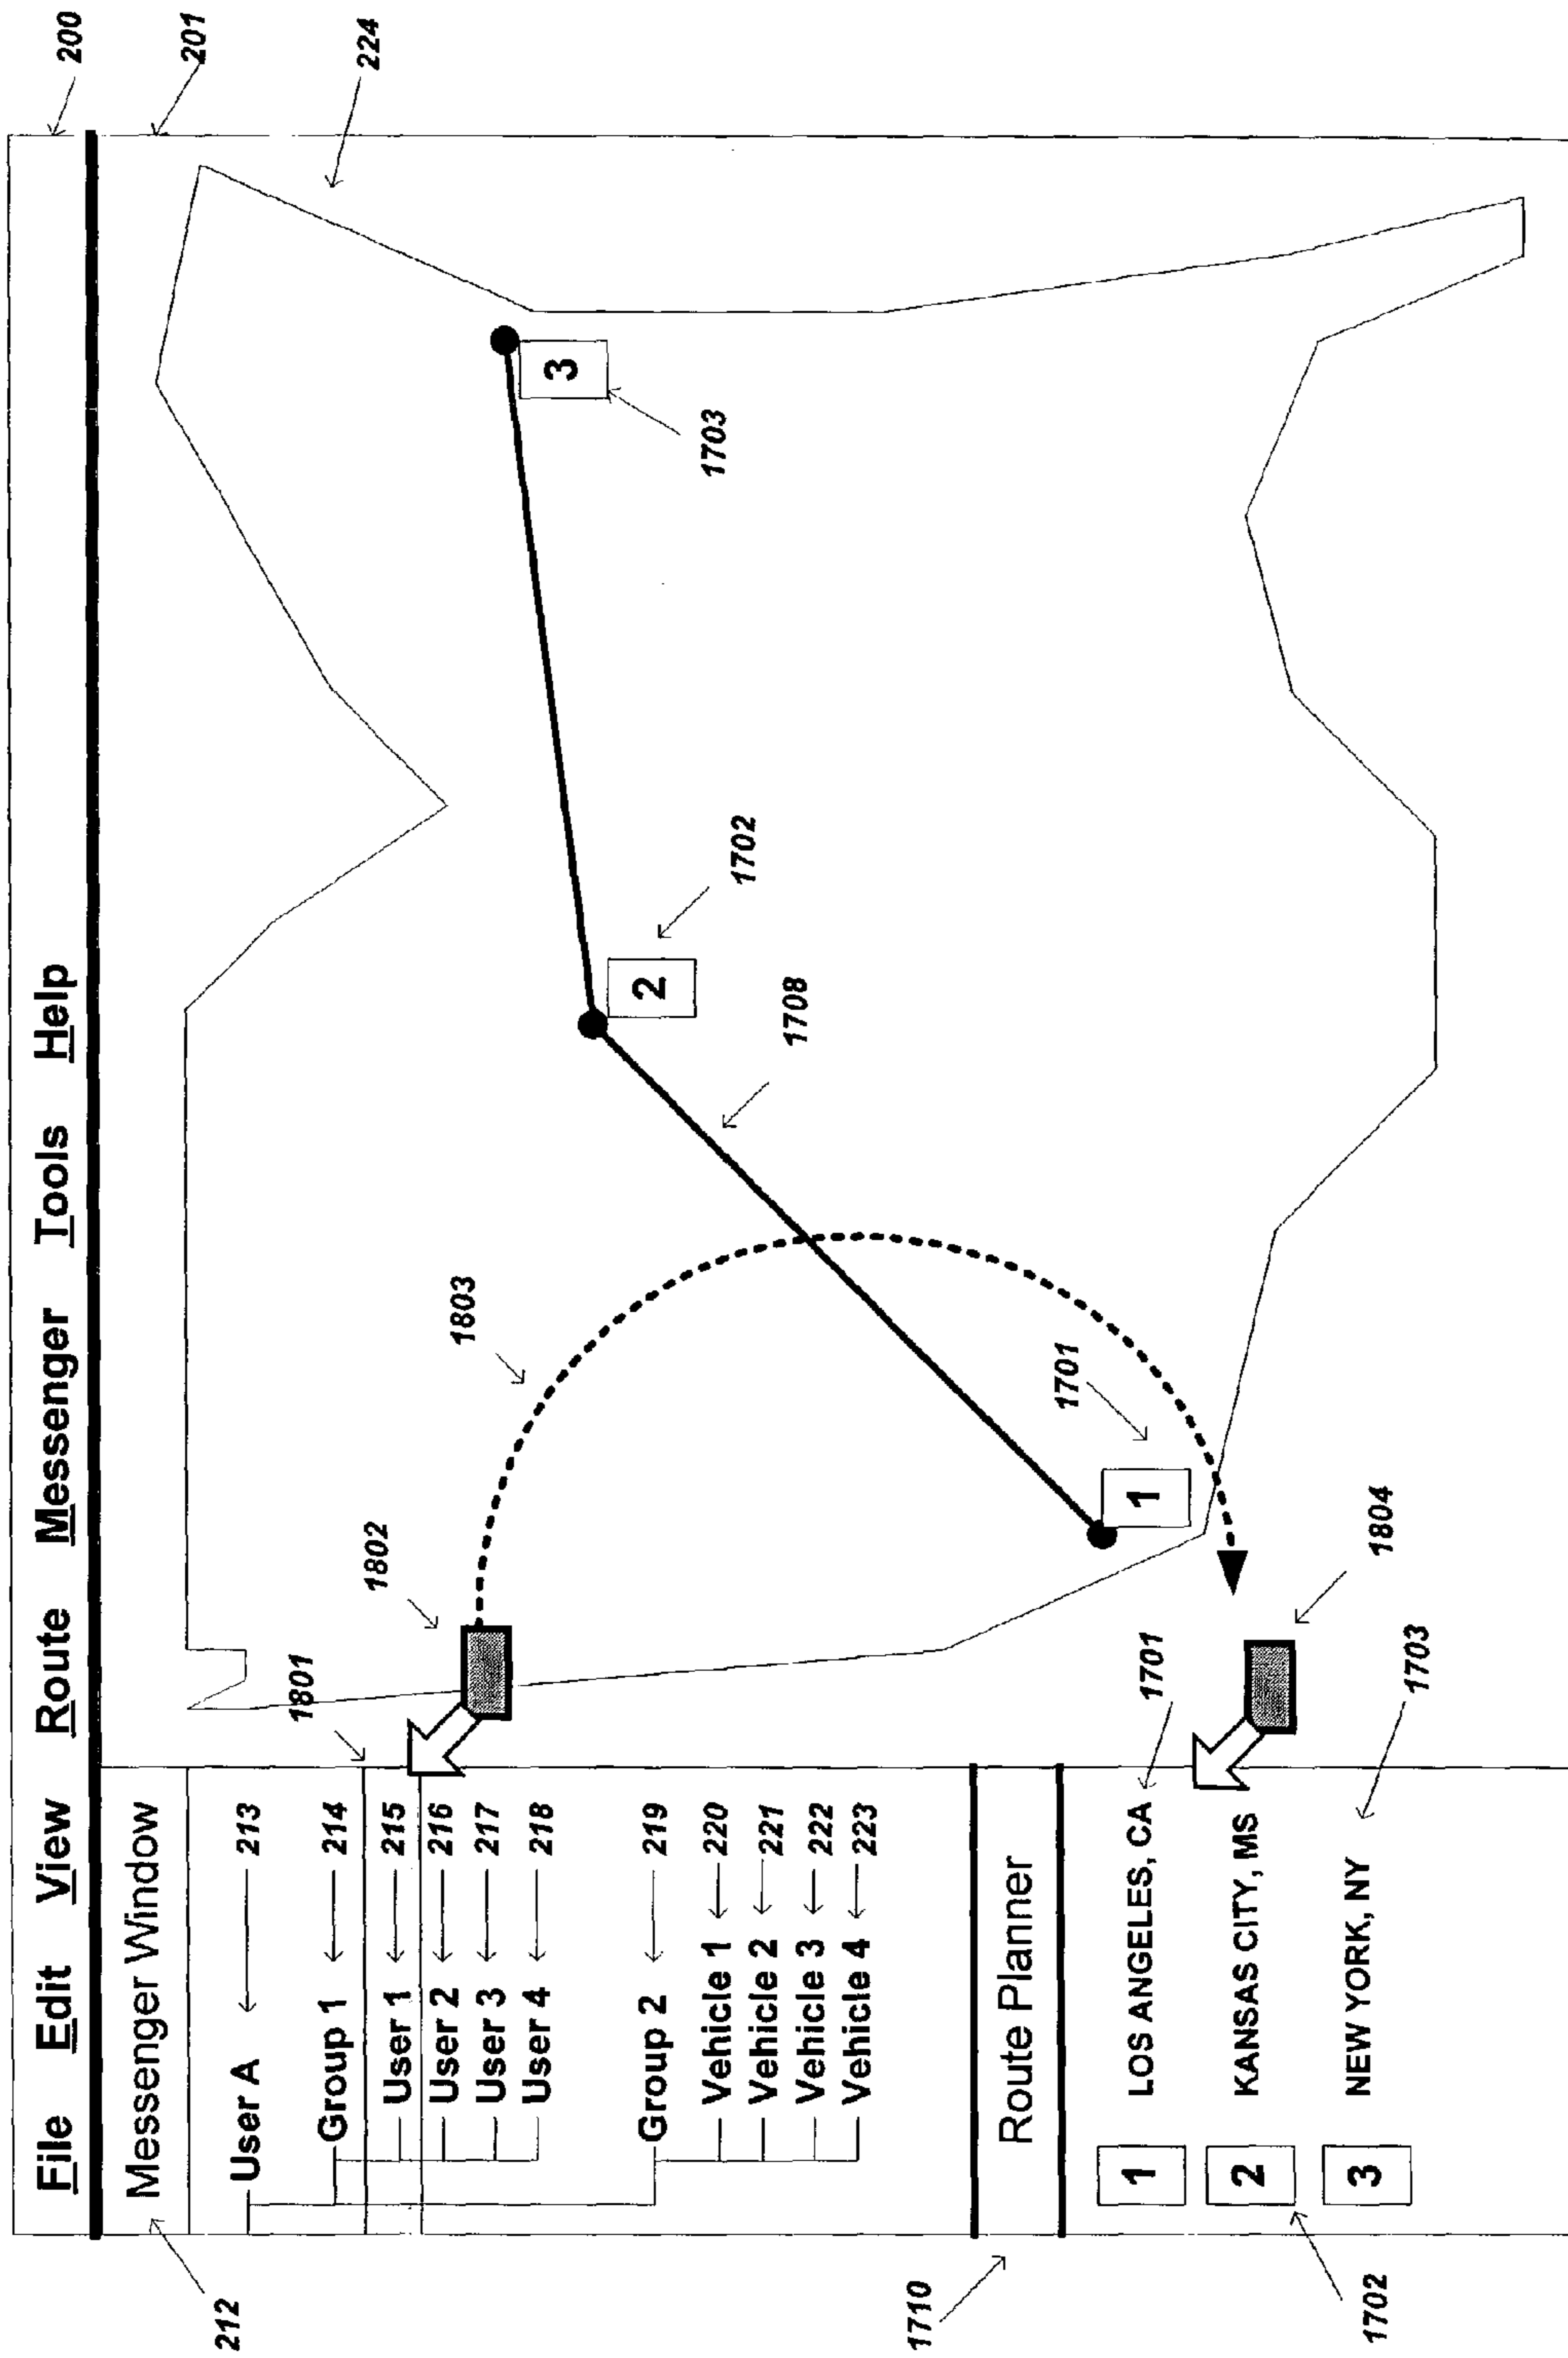 File Edit View Route Messenger Tools Help
200
201
224
212
Messenger Window
User A 213
Group 1 214
1801
User 1 215
User 2 216
User 3 217
User 4 218
1802
1803
Group 2 219
Vehicle 1 220
Vehicle 2 221
Vehicle 3 222
Vehicle 4 223
3
1703
2
1702
1708
1701
1
1710
Route Planner
1 LOS ANGELES, CA 1701
2 KANSAS CITY, MS
1702
1804
3 NEW YORK, NY 1703